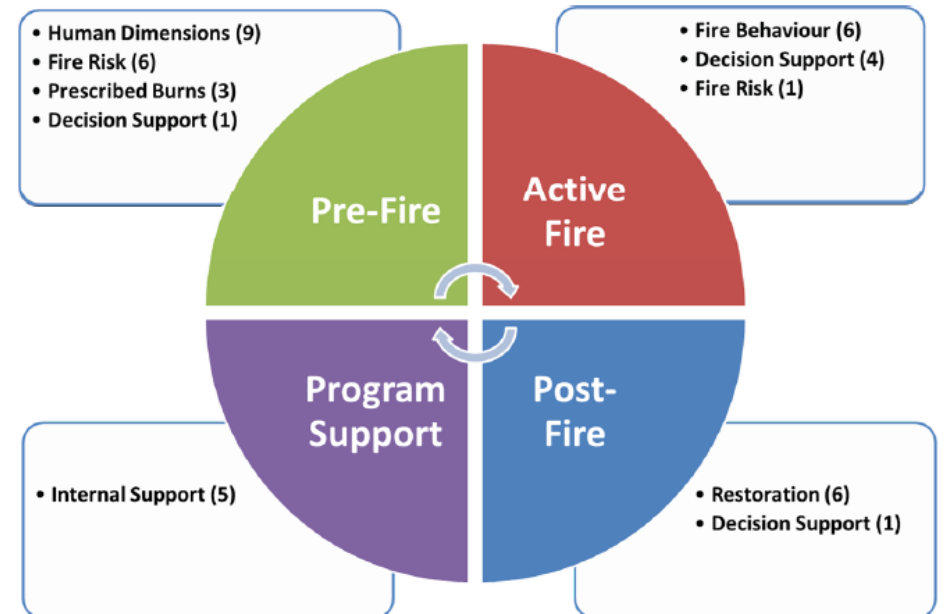 • Human Dimensions (9)
• Fire Risk (6)
• Prescribed Burns (3)
• Decision Support (1)
• Fire Behaviour (6)
• Decision Support (4)
• Fire Risk (1)
Pre-Fire
Active
Fire
Program
Support
Post-
Fire
• Internal Support (5)
• Restoration (6)
• Decision Support (1)